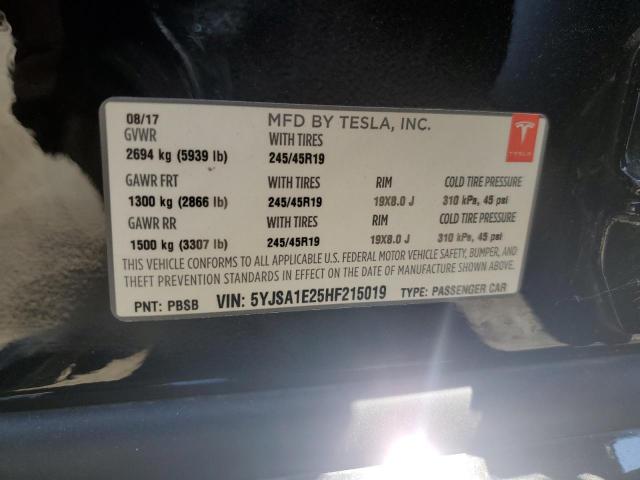 08/17 MFD BY TESLA, INC.
GVWR WITH TIRES
2694 kg (5939 lb) 245/45R19
TESLA
GAWR FRT WITH TIRES RIM COLD TIRE PRESSURE
1300 kg (2866 lb) 245/45R19 19X8.0 J 310 kPa, 45 psi
GAWR RR WITH TIRES RIM COLD TIRE PRESSURE
1500 kg (3307 lb) 245/45R19 19X8.0 J 310 kPa, 45 psi
THIS VEHICLE CONFORMS TO ALL APPLICABLE U.S. FEDERAL MOTOR VEHICLE SAFETY, BUMPER, AND
THEFT PREVENTION STANDARDS IN EFFECT ON THE DATE OF MANUFACTURE SHOWN ABOVE.
PNT: PBSB VIN: 5YJSA1E25HF215019 TYPE: PASSENGER CAR